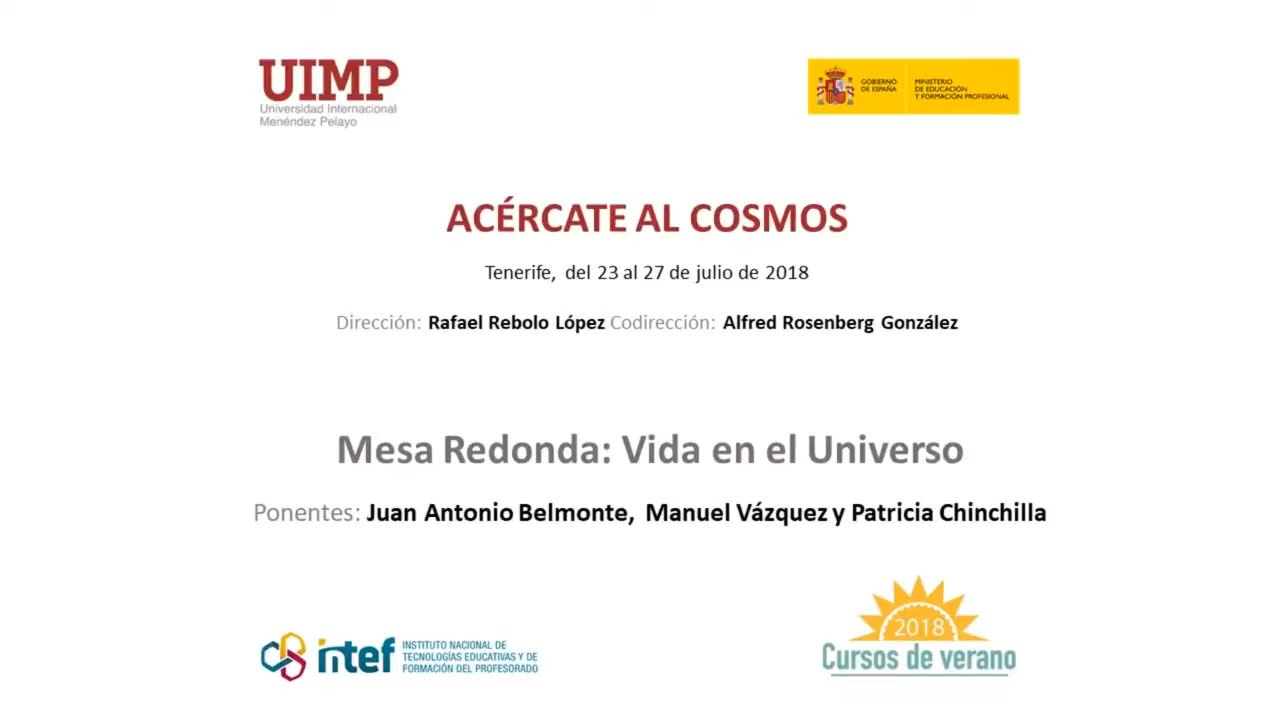 UIMP
Universidad Internacional
Menéndez Pelayo
GOBIERNO
DE ESPAÑA
MINISTERIO
DE EDUCACIÓN
Y FORMACIÓN PROFESIONAL
ACÉRCATE AL COSMOS
Tenerife, del 23 al 27 de julio de 2018
Dirección: Rafael Rebolo López Codirección: Alfred Rosenberg González
Mesa Redonda: Vida en el Universo
Ponentes: Juan Antonio Belmonte, Manuel Vázquez y Patricia Chinchilla
intef
INSTITUTO NACIONAL DE
TECNOLOGÍAS EDUCATIVAS Y DE
FORMACIÓN DEL PROFESORADO
2018
Cursos de verano